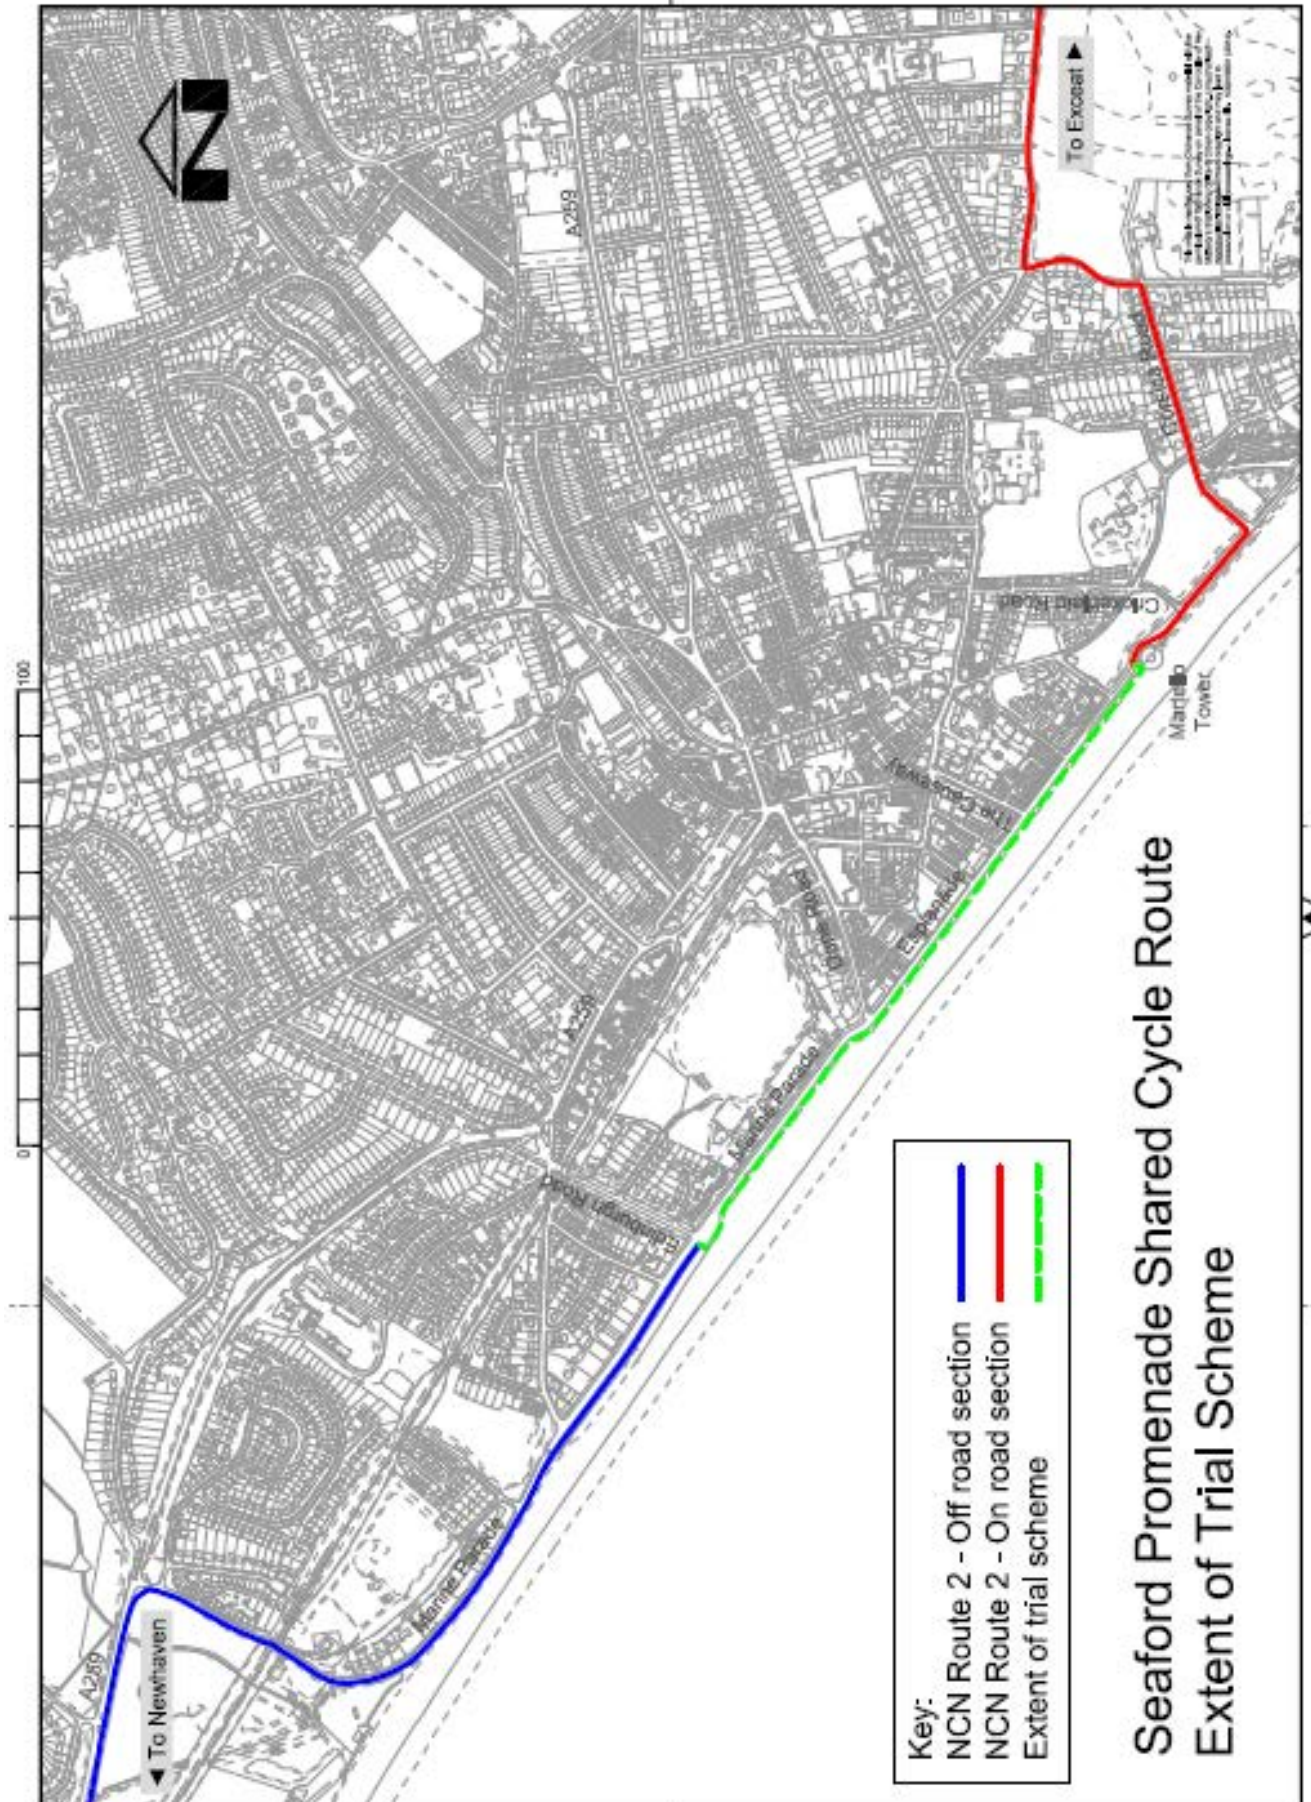 N
0
100
A259
◄ To Newhaven
Marine Parade
Edinburgh Road
A259
Marine Parade
Dane Road
Esplanade
The Causeway
Cricketfield Road
Martello
Tower
A259
To Exceat ►
Key:
NCN Route 2 - Off road section
NCN Route 2 - On road section
Extent of trial scheme
Seaford Promenade Shared Cycle Route
Extent of Trial Scheme